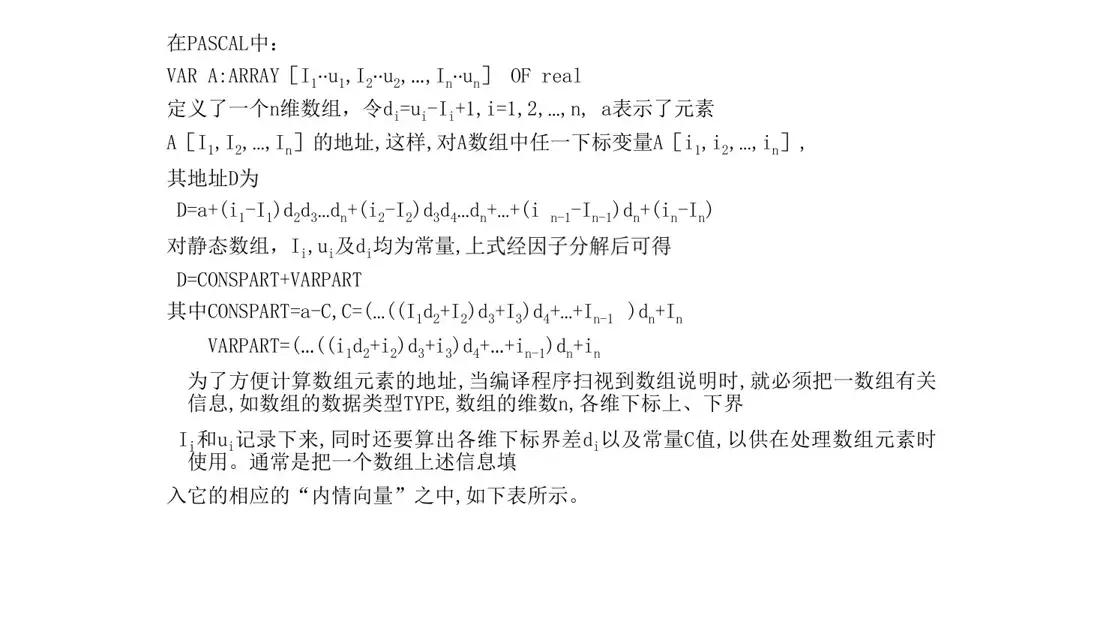 在PASCAL中:
VAR A:ARRAY［I₁··u₁,I₂··u₂,…,Iₙ··uₙ］ OF real
定义了一个n维数组，令dᵢ=uᵢ-Iᵢ+1,i=1,2,…,n, a表示了元素
A［I₁,I₂,…,Iₙ］的地址,这样,对A数组中任一下标变量A［i₁,i₂,…,iₙ］,
其地址D为
D=a+(i₁-I₁)d₂d₃…dₙ+(i₂-I₂)d₃d₄…dₙ+…+(i ₙ₋₁-Iₙ₋₁)dₙ+(iₙ-Iₙ)
对静态数组，Iᵢ,uᵢ及dᵢ均为常量,上式经因子分解后可得
D=CONSPART+VARPART
其中CONSPART=a-C,C=(…((I₁d₂+I₂)d₃+I₃)d₄+…+Iₙ₋₁ )dₙ+Iₙ
VARPART=(…((i₁d₂+i₂)d₃+i₃)d₄+…+iₙ₋₁)dₙ+iₙ
为了方便计算数组元素的地址,当编译程序扫视到数组说明时,就必须把一数组有关
信息,如数组的数据类型TYPE,数组的维数n,各维下标上、下界
Iᵢ和uᵢ记录下来,同时还要算出各维下标界差dᵢ以及常量C值,以供在处理数组元素时
使用。通常是把一个数组上述信息填
入它的相应的“内情向量”之中,如下表所示。